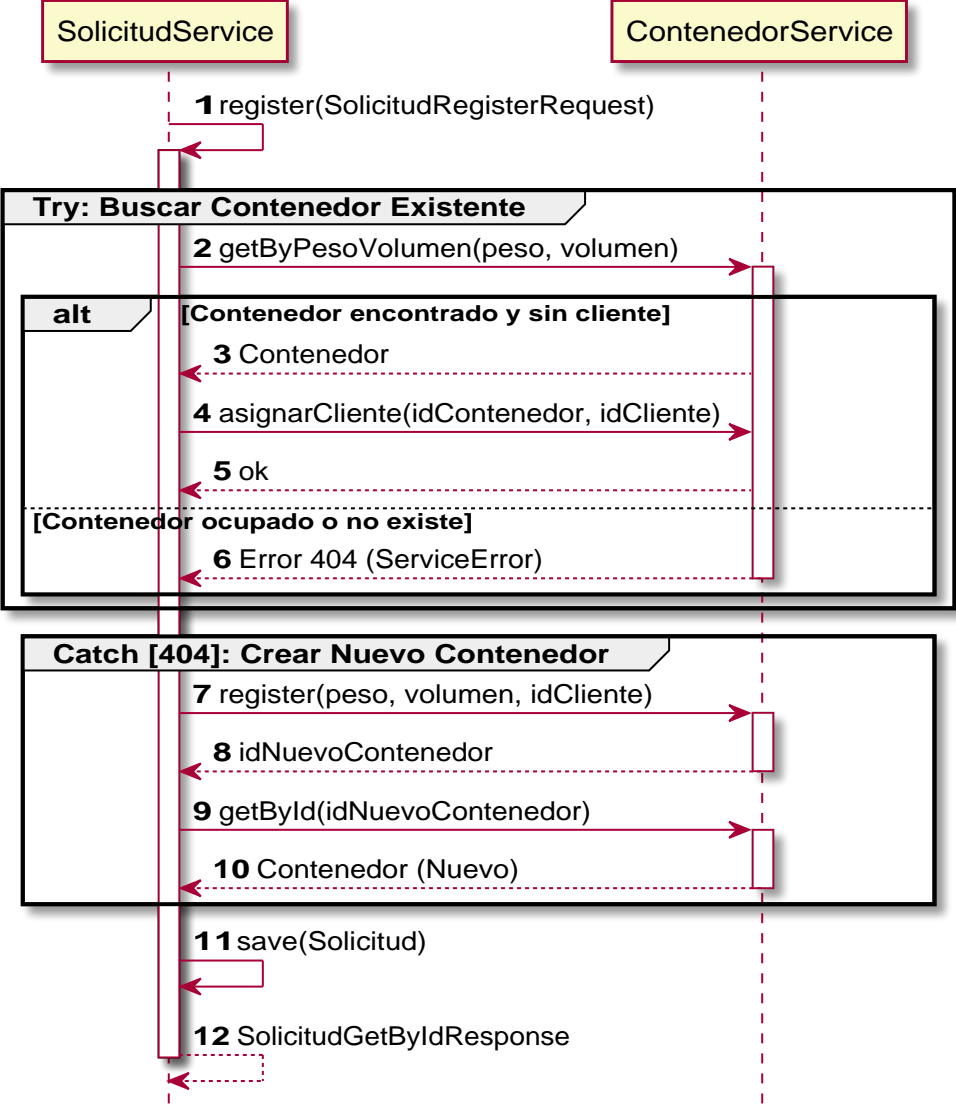 SolicitudService
ContenedorService
1 register(SolicitudRegisterRequest)
Try: Buscar Contenedor Existente
2 getByPesoVolumen(peso, volumen)
alt
[Contenedor encontrado y sin cliente]
3 Contenedor
4 asignarCliente(idContenedor, idCliente)
5 ok
[Contenedor ocupado o no existe]
6 Error 404 (ServiceError)
Catch [404]: Crear Nuevo Contenedor
7 register(peso, volumen, idCliente)
8 idNuevoContenedor
9 getById(idNuevoContenedor)
10 Contenedor (Nuevo)
11 save(Solicitud)
12 SolicitudGetByIdResponse